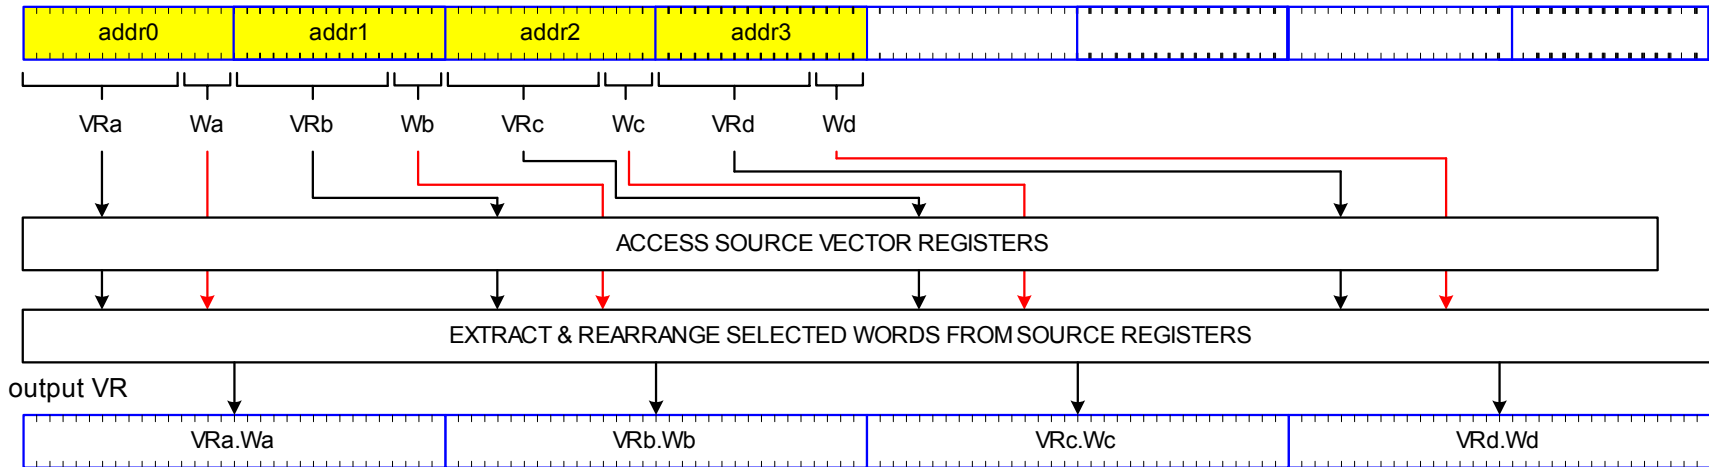 addr0 addr1 addr2 addr3
VRa Wa VRb Wb VRc Wc VRd Wd
ACCESS SOURCE VECTOR REGISTERS
EXTRACT & REARRANGE SELECTED WORDS FROM SOURCE REGISTERS
output VR
VRa.Wa VRb.Wb VRc.Wc VRd.Wd